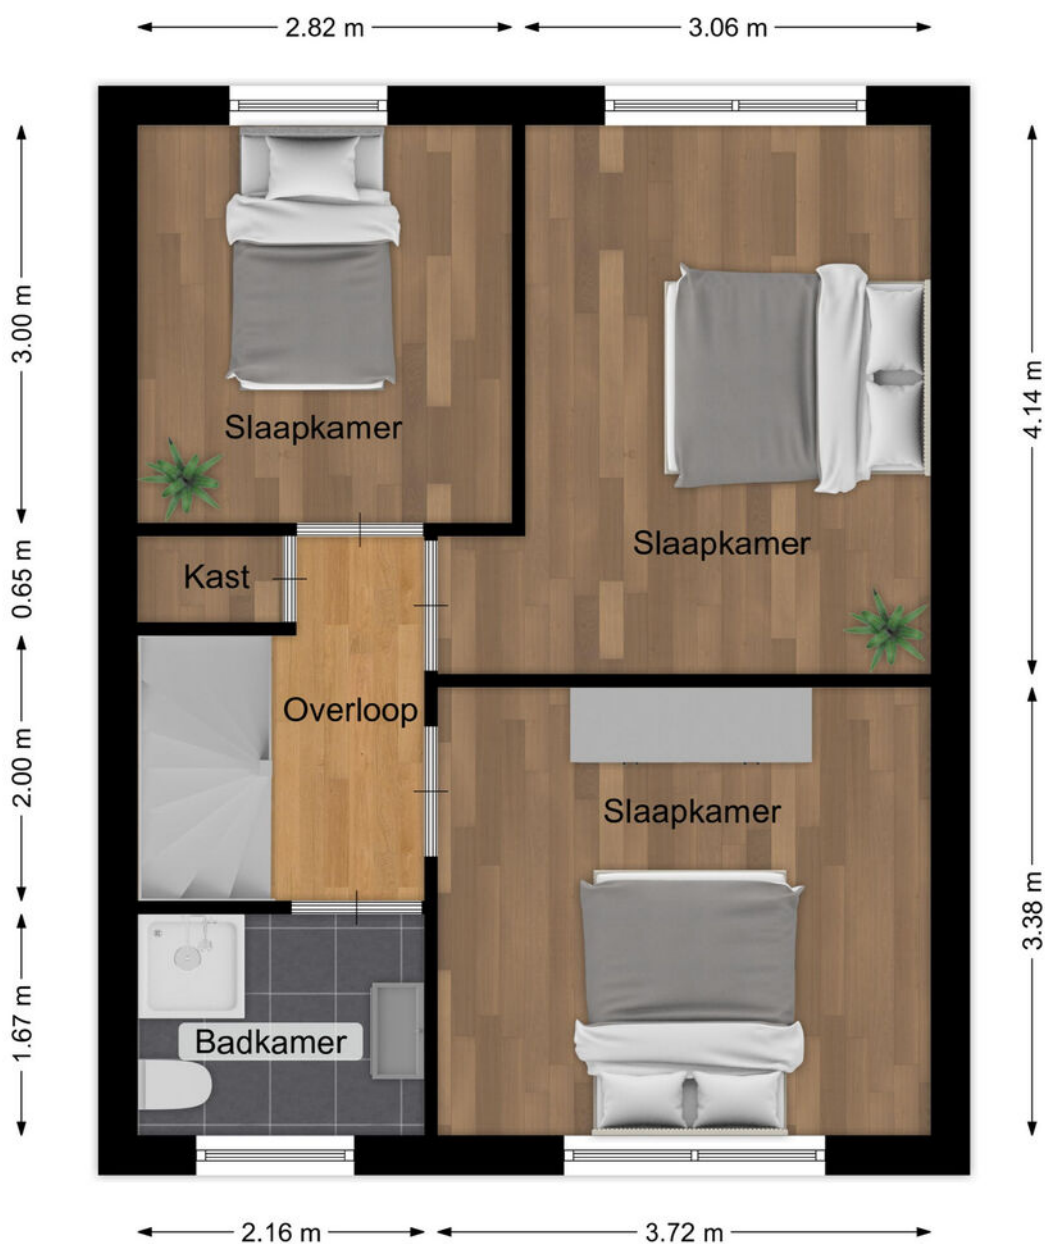 2.82 m
3.06 m
3.00 m
4.14 m
Slaapkamer
Slaapkamer
0.65 m
Kast
Overloop
2.00 m
Slaapkamer
3.38 m
1.67 m
Badkamer
2.16 m
3.72 m